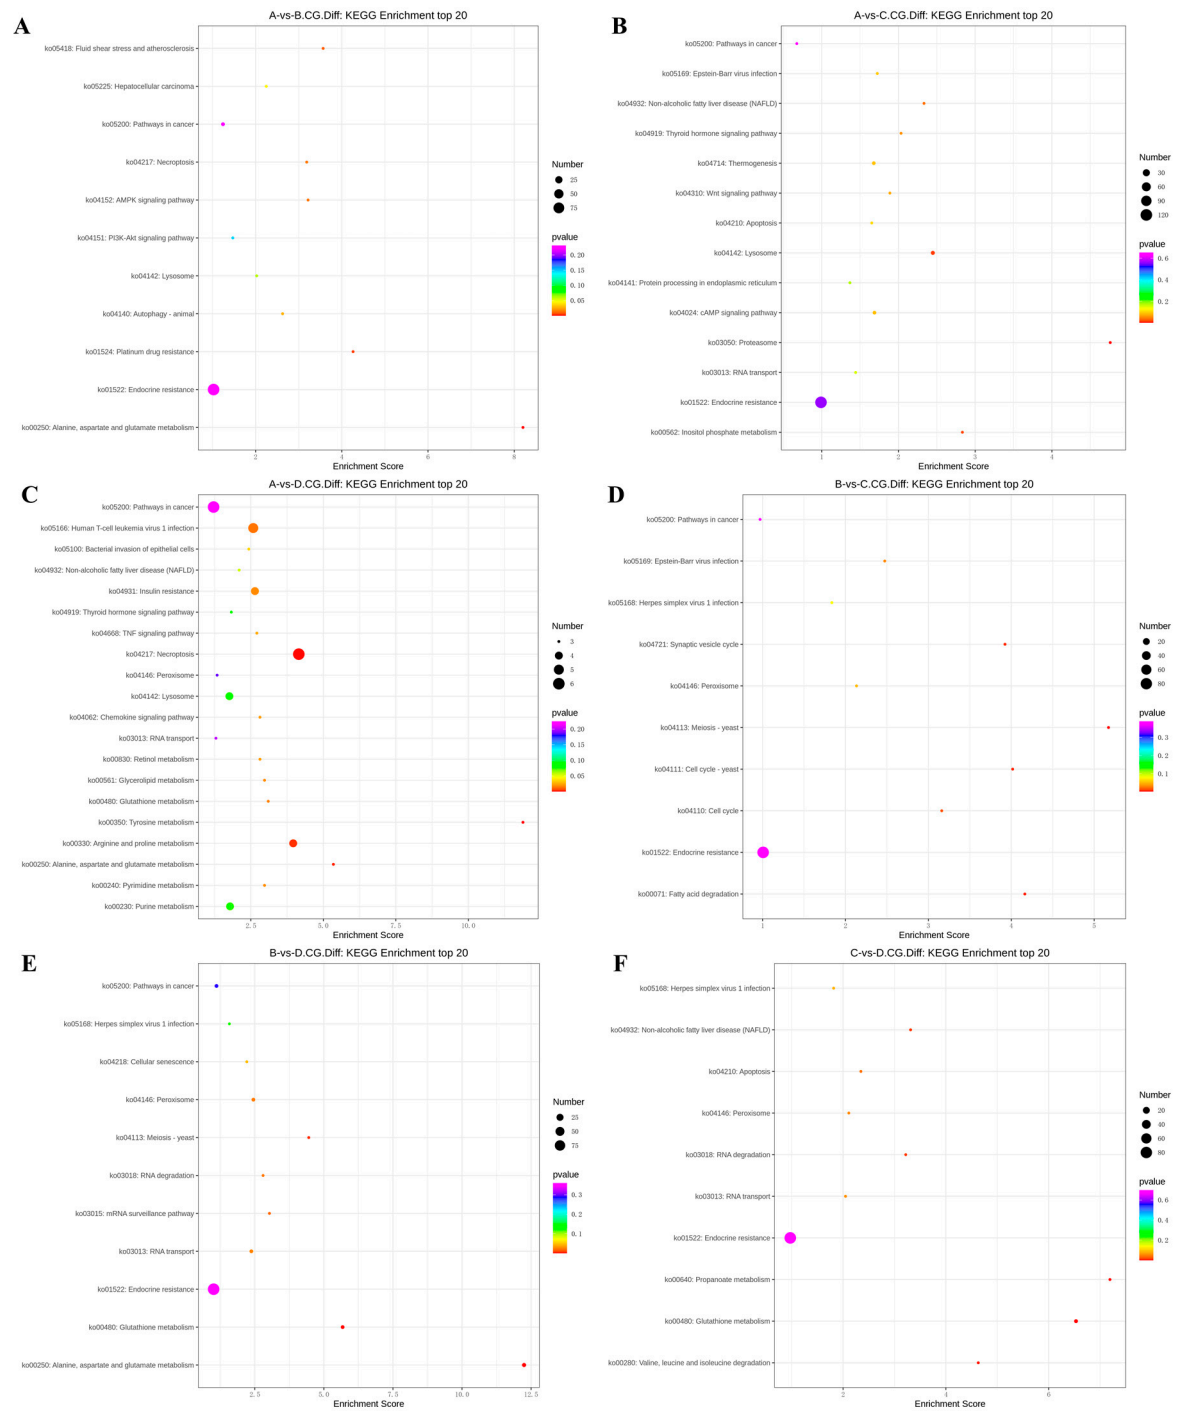 A
A-vs-B.CG.Diff: KEGG Enrichment top 20
ko05418: Fluid shear stress and atherosclerosis
ko05225: Hepatocellular carcinoma
ko05200: Pathways in cancer
ko04217: Necroptosis
ko04152: AMPK signaling pathway
ko04151: PI3K-Akt signaling pathway
ko04142: Lysosome
ko04140: Autophagy - animal
ko01524: Platinum drug resistance
ko01522: Endocrine resistance
ko00250: Alanine, aspartate and glutamate metabolism
2 4 6 8
Enrichment Score
Number
25
50
75
pvalue
0.20
0.15
0.10
0.05
B
A-vs-C.CG.Diff: KEGG Enrichment top 20
ko05200: Pathways in cancer
ko05169: Epstein-Barr virus infection
ko04932: Non-alcoholic fatty liver disease (NAFLD)
ko04919: Thyroid hormone signaling pathway
ko04714: Thermogenesis
ko04310: Wnt signaling pathway
ko04210: Apoptosis
ko04142: Lysosome
ko04141: Protein processing in endoplasmic reticulum
ko04024: cAMP signaling pathway
ko03050: Proteasome
ko03013: RNA transport
ko01522: Endocrine resistance
ko00562: Inositol phosphate metabolism
1 2 3 4
Enrichment Score
Number
30
60
90
120
pvalue
0.6
0.4
0.2
C
A-vs-D.CG.Diff: KEGG Enrichment top 20
ko05200: Pathways in cancer
ko05166: Human T-cell leukemia virus 1 infection
ko05100: Bacterial invasion of epithelial cells
ko04932: Non-alcoholic fatty liver disease (NAFLD)
ko04931: Insulin resistance
ko04919: Thyroid hormone signaling pathway
ko04668: TNF signaling pathway
ko04217: Necroptosis
ko04146: Peroxisome
ko04142: Lysosome
ko04062: Chemokine signaling pathway
ko03013: RNA transport
ko00830: Retinol metabolism
ko00561: Glycerolipid metabolism
ko00480: Glutathione metabolism
ko00350: Tyrosine metabolism
ko00330: Arginine and proline metabolism
ko00250: Alanine, aspartate and glutamate metabolism
ko00240: Pyrimidine metabolism
ko00230: Purine metabolism
2.5 5.0 7.5 10.0
Enrichment Score
Number
3
4
5
6
pvalue
0.20
0.15
0.10
0.05
D
B-vs-C.CG.Diff: KEGG Enrichment top 20
ko05200: Pathways in cancer
ko05169: Epstein-Barr virus infection
ko05168: Herpes simplex virus 1 infection
ko04721: Synaptic vesicle cycle
ko04146: Peroxisome
ko04113: Meiosis - yeast
ko04111: Cell cycle - yeast
ko04110: Cell cycle
ko01522: Endocrine resistance
ko00071: Fatty acid degradation
1 2 3 4 5
Enrichment Score
Number
20
40
60
80
pvalue
0.3
0.2
0.1
E
B-vs-D.CG.Diff: KEGG Enrichment top 20
ko05200: Pathways in cancer
ko05168: Herpes simplex virus 1 infection
ko04218: Cellular senescence
ko04146: Peroxisome
ko04113: Meiosis - yeast
ko03018: RNA degradation
ko03015: mRNA surveillance pathway
ko03013: RNA transport
ko01522: Endocrine resistance
ko00480: Glutathione metabolism
ko00250: Alanine, aspartate and glutamate metabolism
2.5 5.0 7.5 10.0 12.5
Enrichment Score
Number
25
50
75
pvalue
0.3
0.2
0.1
F
C-vs-D.CG.Diff: KEGG Enrichment top 20
ko05168: Herpes simplex virus 1 infection
ko04932: Non-alcoholic fatty liver disease (NAFLD)
ko04210: Apoptosis
ko04146: Peroxisome
ko03018: RNA degradation
ko03013: RNA transport
ko01522: Endocrine resistance
ko00640: Propanoate metabolism
ko00480: Glutathione metabolism
ko00280: Valine, leucine and isoleucine degradation
2 4 6
Enrichment Score
Number
20
40
60
80
pvalue
0.6
0.4
0.2